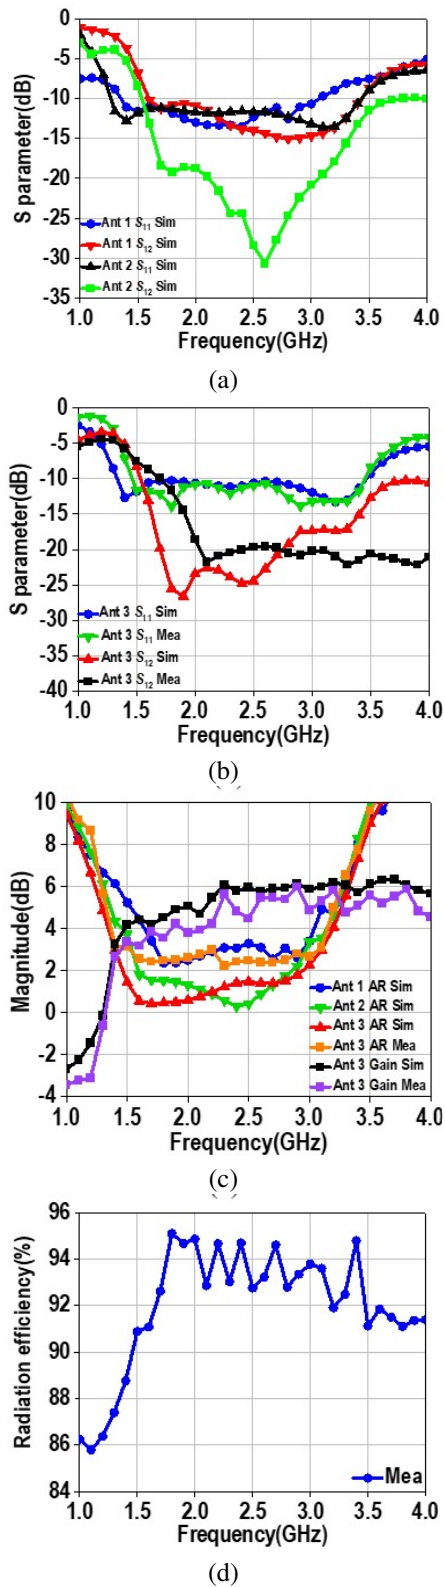 0
-5
-10
-15
-20
-25
-30
-35
S parameter(dB)
Ant 1 S₁₁ Sim
Ant 1 S₁₂ Sim
Ant 2 S₁₁ Sim
Ant 2 S₁₂ Sim
1.0 1.5 2.0 2.5 3.0 3.5 4.0
Frequency(GHz)
(a)
0
-5
-10
-15
-20
-25
-30
-35
-40
S parameter(dB)
Ant 3 S₁₁ Sim
Ant 3 S₁₁ Mea
Ant 3 S₁₂ Sim
Ant 3 S₁₂ Mea
1.0 1.5 2.0 2.5 3.0 3.5 4.0
Frequency(GHz)
(b)
10
8
6
4
2
0
-2
-4
Magnitude(dB)
Ant 1 AR Sim
Ant 2 AR Sim
Ant 3 AR Sim
Ant 3 AR Mea
Ant 3 Gain Sim
Ant 3 Gain Mea
1.0 1.5 2.0 2.5 3.0 3.5 4.0
Frequency(GHz)
(c)
96
94
92
90
88
86
84
Radiation efficiency(%)
Mea
1.0 1.5 2.0 2.5 3.0 3.5 4.0
Frequency(GHz)
(d)